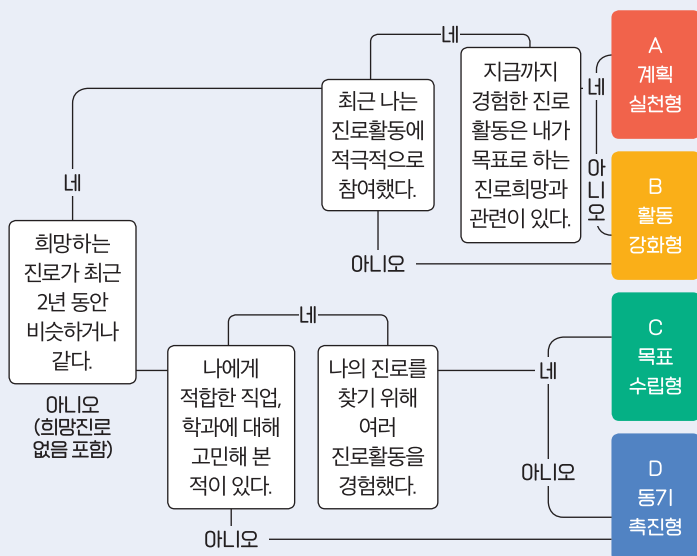 네
네
네
최근 나는
진로활동에
적극적으로
참여했다.
지금까지
경험한 진로
활동은 내가
목표로 하는
진로희망과
관련이 있다.
아니오
아니오
A
계획
실천형
B
활동
강화형
희망하는
진로가 최근
2년 동안
비슷하거나
같다.
아니오
(희망진로
없음 포함)
네
나에게
적합한 직업,
학과에 대해
고민해 본
적이 있다.
나의 진로를
찾기 위해
여러
진로활동을
경험했다.
네
아니오
아니오
C
목표
수립형
D
동기
촉진형